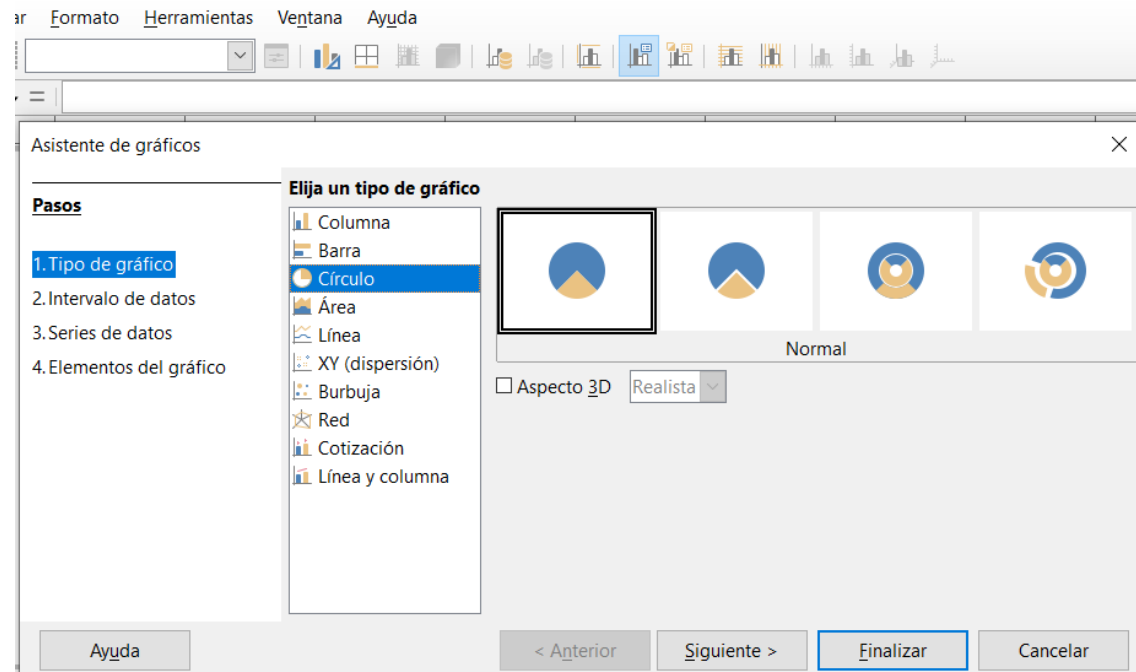 ar Formato Herramientas Ventana Ayuda
=
Asistente de gráficos
Pasos
1.Tipo de gráfico
2.Intervalo de datos
3.Series de datos
4.Elementos del gráfico
Elija un tipo de gráfico
Columna
Barra
Círculo
Área
Línea
XY (dispersión)
Burbuja
Red
Cotización
Línea y columna
Normal
Aspecto 3D Realista
Ayuda < Anterior Siguiente > Finalizar Cancelar